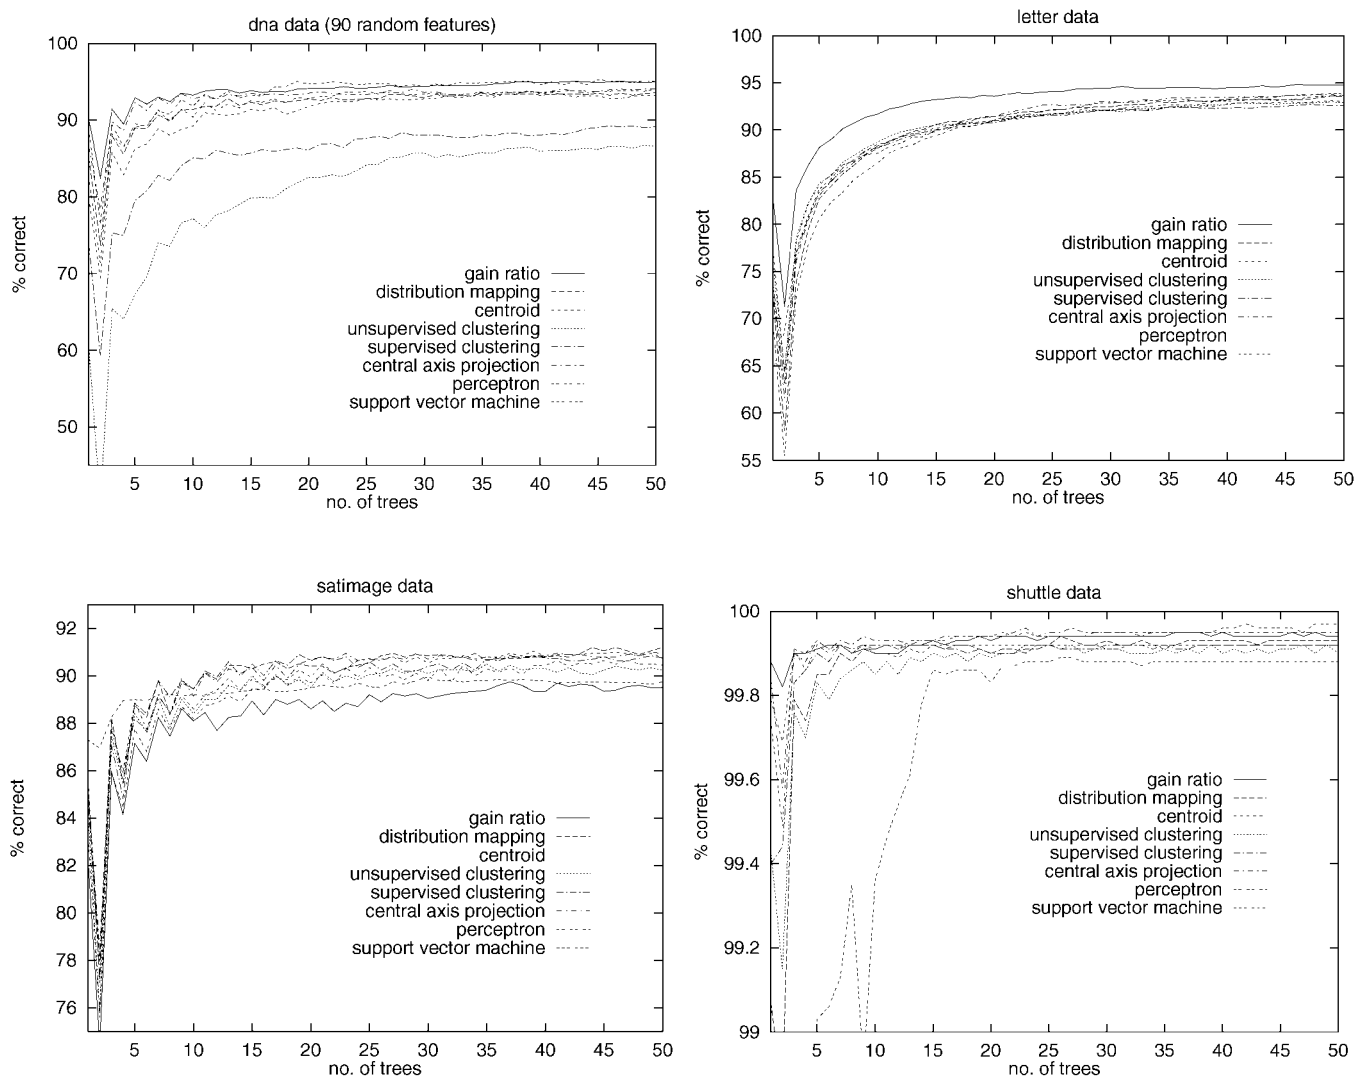 dna data (90 random features)
100
90
80
70
60
50
% correct
gain ratio
distribution mapping
centroid
unsupervised clustering
supervised clustering
central axis projection
perceptron
support vector machine
5 10 15 20 25 30 35 40 45 50
no. of trees
letter data
100
95
90
85
80
75
70
65
60
55
% correct
gain ratio
distribution mapping
centroid
unsupervised clustering
supervised clustering
central axis projection
perceptron
support vector machine
5 10 15 20 25 30 35 40 45 50
no. of trees
satimage data
92
90
88
86
84
82
80
78
76
% correct
gain ratio
distribution mapping
centroid
unsupervised clustering
supervised clustering
central axis projection
perceptron
support vector machine
5 10 15 20 25 30 35 40 45 50
no. of trees
shuttle data
100
99.8
99.6
99.4
99.2
99
% correct
gain ratio
distribution mapping
centroid
unsupervised clustering
supervised clustering
central axis projection
perceptron
support vector machine
5 10 15 20 25 30 35 40 45 50
no. of trees